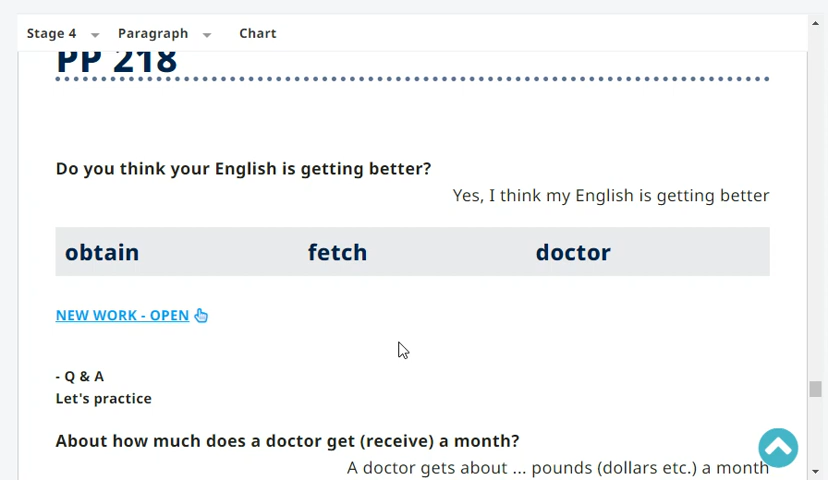 Stage 4 Paragraph Chart
PP 218
Do you think your English is getting better?
Yes, I think my English is getting better
obtain fetch doctor
NEW WORK - OPEN
- Q & A
Let's practice
About how much does a doctor get (receive) a month?
A doctor gets about ... pounds (dollars etc.) a month